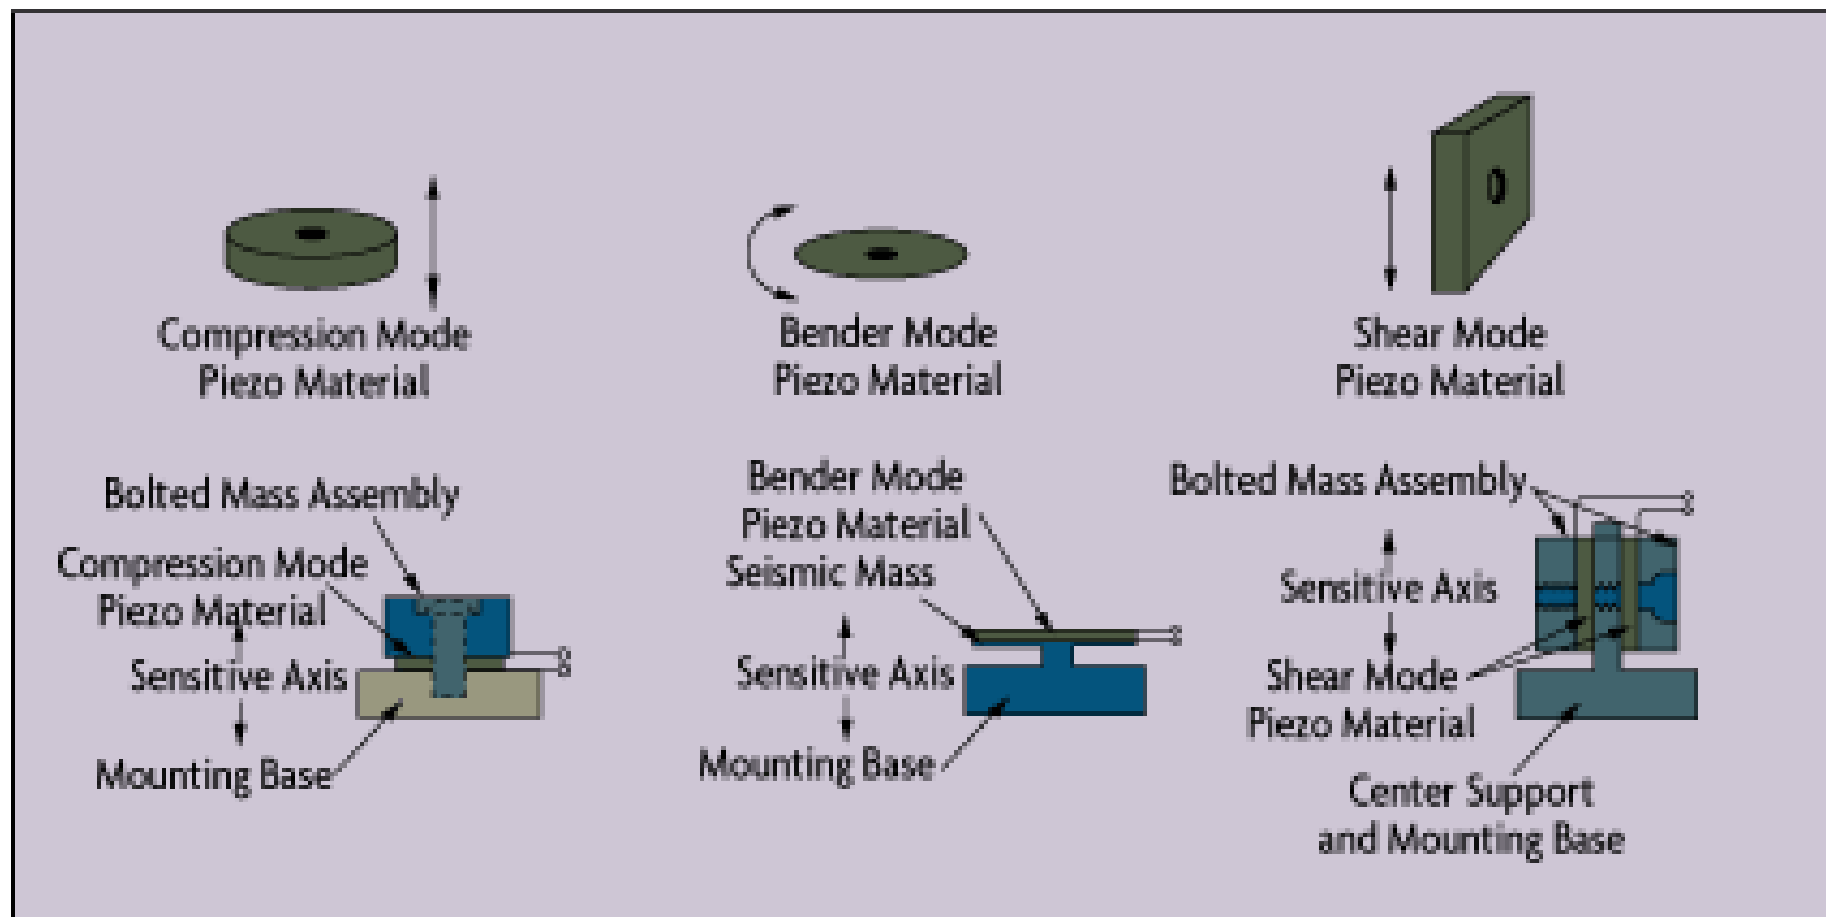 Compression Mode
Piezo Material
Bender Mode
Piezo Material
Shear Mode
Piezo Material
Bolted Mass Assembly
Compression Mode
Piezo Material
Sensitive Axis
Mounting Base
Bender Mode
Piezo Material
Seismic Mass
Sensitive Axis
Mounting Base
Bolted Mass Assembly
Sensitive Axis
Shear Mode
Piezo Material
Center Support
and Mounting Base